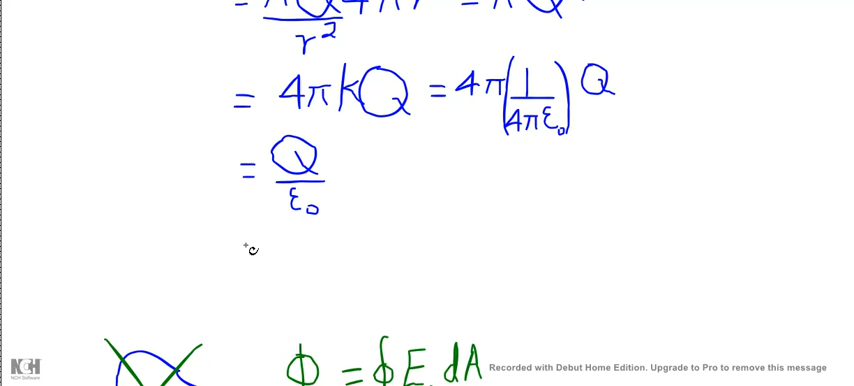 = 4πkQ = 4π(1/4πε₀) Q
= Q/ε₀
Φ = ∮ E. dA
NCH
NCH Software
Recorded with Debut Home Edition. Upgrade to Pro to remove this message